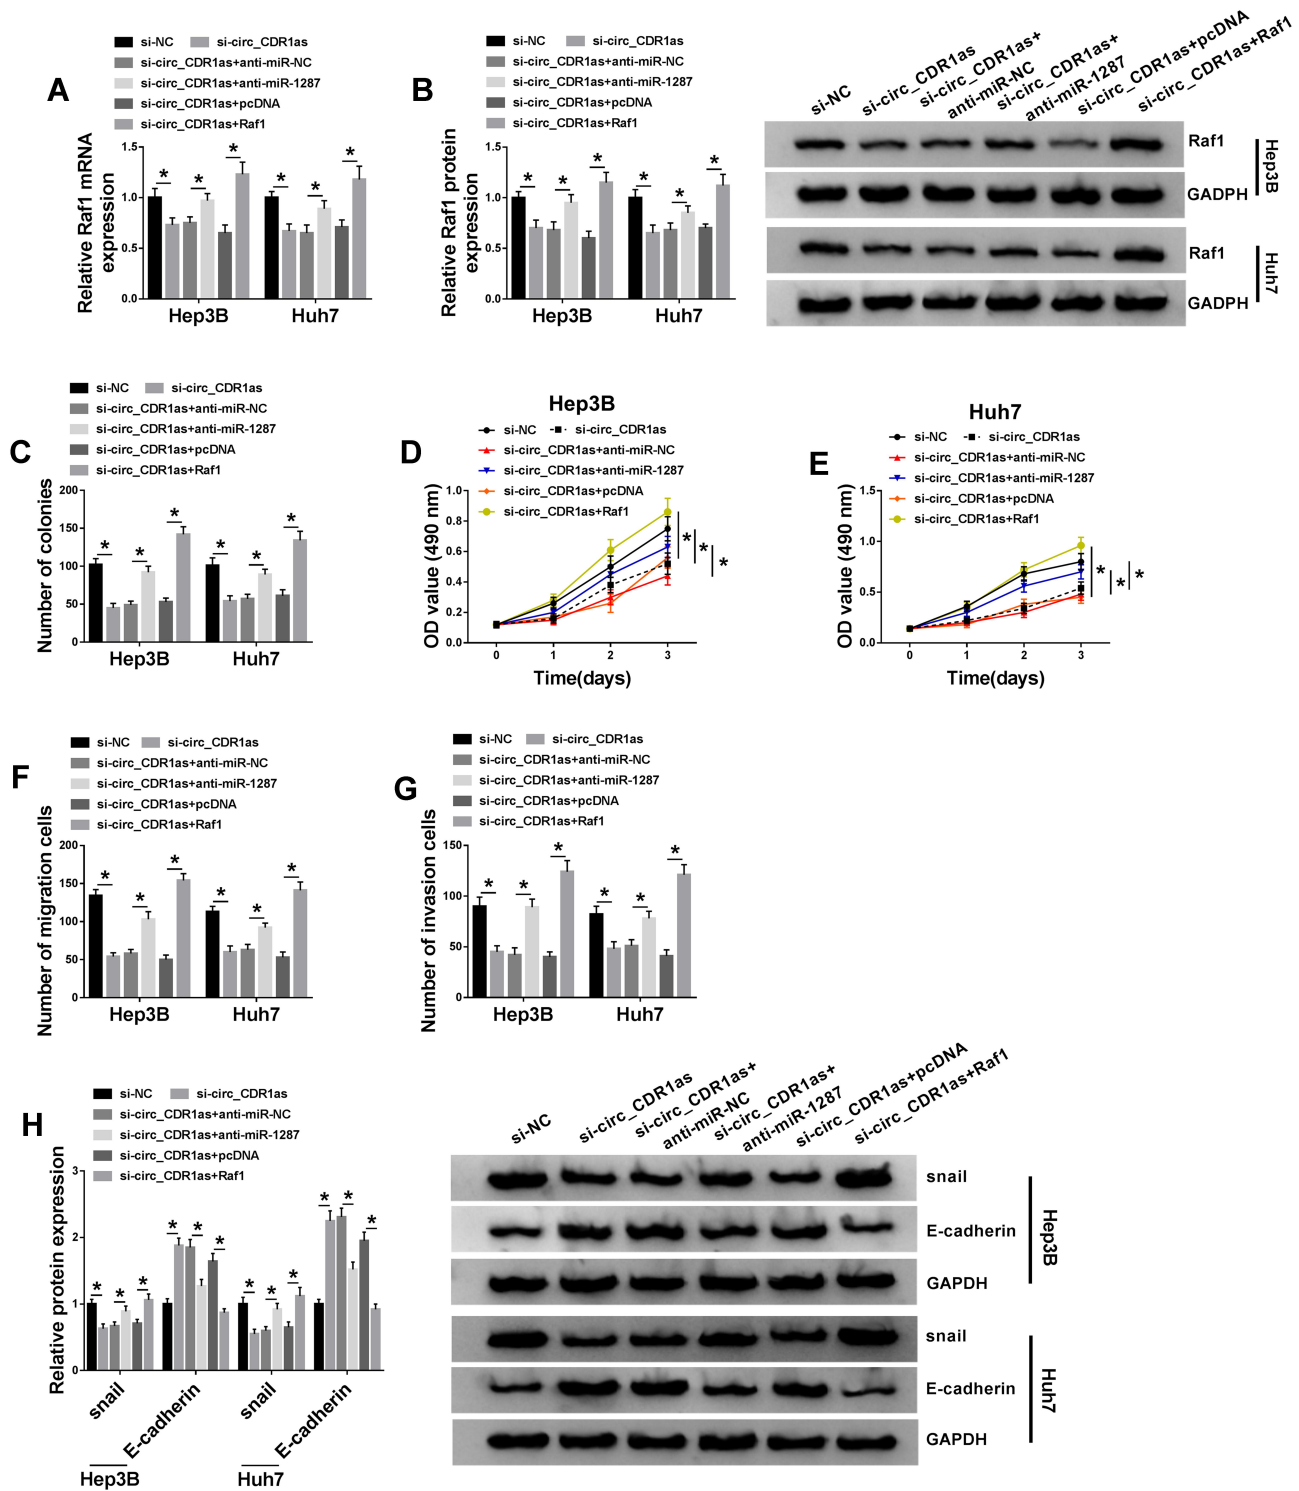 A
si-NC si-circ_CDR1as
si-circ_CDR1as+anti-miR-NC
si-circ_CDR1as+anti-miR-1287
si-circ_CDR1as+pcDNA
si-circ_CDR1as+Raf1
Relative Raf1 mRNA
expression
1.5
1.0
0.5
0.0
* * * * * *
Hep3B Huh7
B
si-NC si-circ_CDR1as
si-circ_CDR1as+anti-miR-NC
si-circ_CDR1as+anti-miR-1287
si-circ_CDR1as+pcDNA
si-circ_CDR1as+Raf1
Relative Raf1 protein
expression
1.5
1.0
0.5
0.0
* * * * * *
Hep3B Huh7
si-NC
si-circ_CDR1as
si-circ_CDR1as+
anti-miR-NC
si-circ_CDR1as+
anti-miR-1287
si-circ_CDR1as+pcDNA
si-circ_CDR1as+Raf1
Raf1
GADPH
Hep3B
Raf1
GADPH
Huh7
C
si-NC si-circ_CDR1as
si-circ_CDR1as+anti-miR-NC
si-circ_CDR1as+anti-miR-1287
si-circ_CDR1as+pcDNA
si-circ_CDR1as+Raf1
Number of colonies
200
150
100
50
0
* * * * * *
Hep3B Huh7
D
Hep3B
si-NC si-circ_CDR1as
si-circ_CDR1as+anti-miR-NC
si-circ_CDR1as+anti-miR-1287
si-circ_CDR1as+pcDNA
si-circ_CDR1as+Raf1
OD value (490 nm)
1.0
0.8
0.6
0.4
0.2
0.0
* * *
0 1 2 3
Time(days)
E
Huh7
si-NC si-circ_CDR1as
si-circ_CDR1as+anti-miR-NC
si-circ_CDR1as+anti-miR-1287
si-circ_CDR1as+pcDNA
si-circ_CDR1as+Raf1
OD value (490 nm)
1.5
1.0
0.5
0.0
* * *
0 1 2 3
Time(days)
F
si-NC si-circ_CDR1as
si-circ_CDR1as+anti-miR-NC
si-circ_CDR1as+anti-miR-1287
si-circ_CDR1as+pcDNA
si-circ_CDR1as+Raf1
Number of migration cells
200
150
100
50
0
* * * * * *
Hep3B Huh7
G
si-NC si-circ_CDR1as
si-circ_CDR1as+anti-miR-NC
si-circ_CDR1as+anti-miR-1287
si-circ_CDR1as+pcDNA
si-circ_CDR1as+Raf1
Number of invasion cells
150
100
50
0
* * * * * *
Hep3B Huh7
H
si-NC si-circ_CDR1as
si-circ_CDR1as+anti-miR-NC
si-circ_CDR1as+anti-miR-1287
si-circ_CDR1as+pcDNA
si-circ_CDR1as+Raf1
Relative protein expression
3
2
1
0
* * * * * * * * * * * *
snail E-cadherin snail E-cadherin
Hep3B Huh7
si-NC
si-circ_CDR1as
si-circ_CDR1as+
anti-miR-NC
si-circ_CDR1as+
anti-miR-1287
si-circ_CDR1as+pcDNA
si-circ_CDR1as+Raf1
snail
E-cadherin
GAPDH
Hep3B
snail
E-cadherin
GAPDH
Huh7